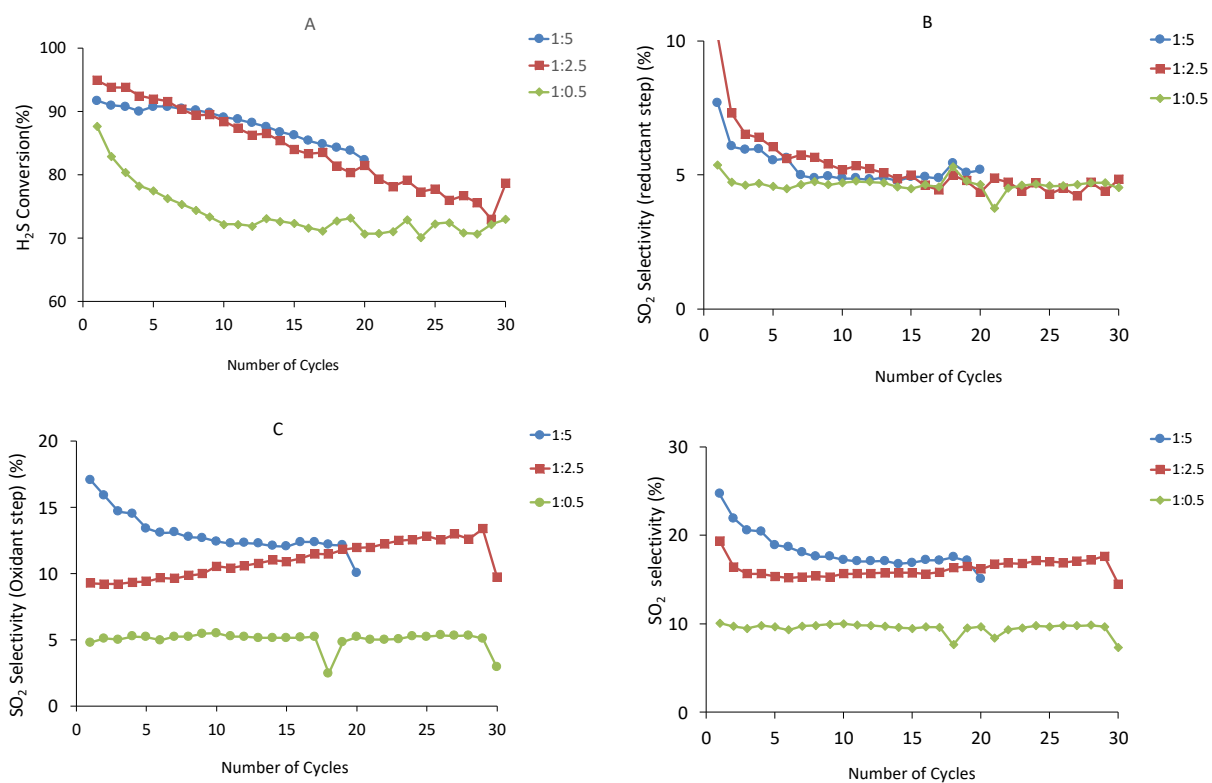 A
H₂S Conversion(%)
100
90
80
70
60
0 5 10 15 20 25 30
Number of Cycles
1:5
1:2.5
1:0.5
B
SO₂ Selectivity (reductant step) (%)
10
5
0
0 5 10 15 20 25 30
Number of Cycles
1:5
1:2.5
1:0.5
C
SO₂ Selectivity (Oxidant step) (%)
20
15
10
5
0
0 5 10 15 20 25 30
Number of Cycles
1:5
1:2.5
1:0.5
SO₂ selectivity (%)
30
20
10
0
0 5 10 15 20 25 30
Number of Cycles
1:5
1:2.5
1:0.5